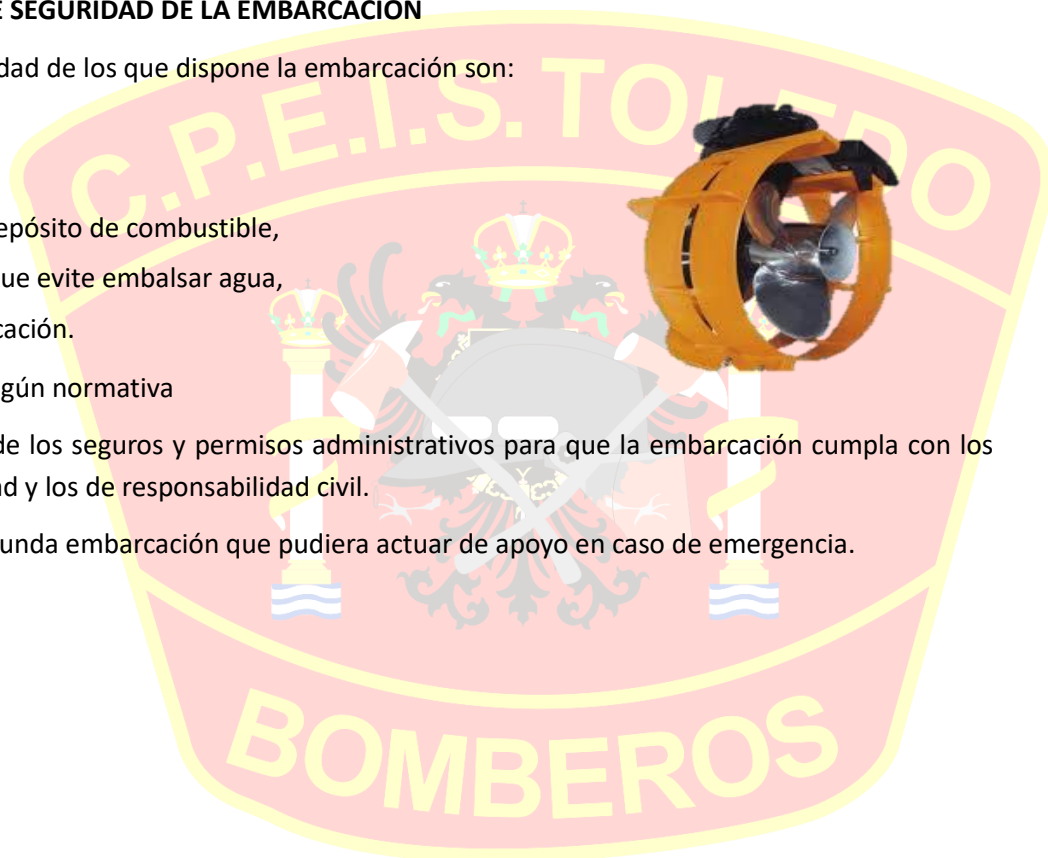 E SEGURIDAD DE LA EMBARCACIÓN
dad de los que dispone la embarcación son:
C.P.E.I.S. TOLEDO
epósito de combustible,
ue evite embalsar agua,
cación.
gún normativa
de los seguros y permisos administrativos para que la embarcación cumpla con los
ad y los de responsabilidad civil.
unda embarcación que pudiera actuar de apoyo en caso de emergencia.
BOMBEROS